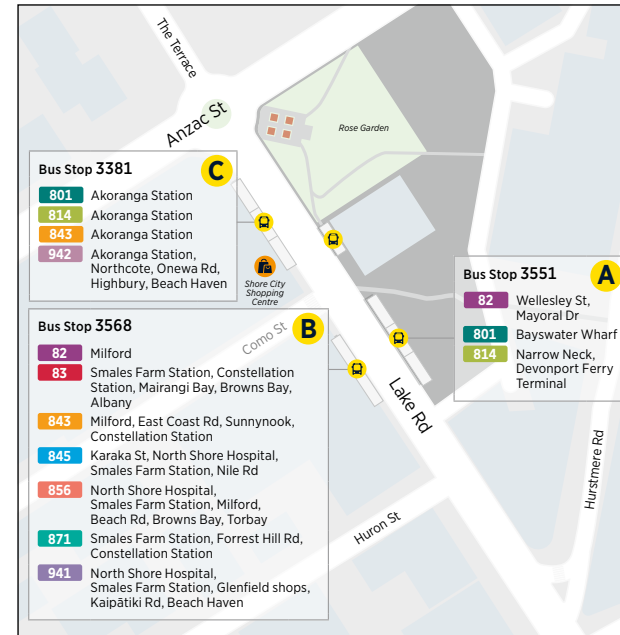 The Terrace
Anzac St
Rose Garden
Bus Stop 3381
C
801 Akoranga Station
814 Akoranga Station
843 Akoranga Station
942 Akoranga Station,
Northcote, Onewa Rd,
Highbury, Beach Haven
Shore City
Shopping
Centre
Bus Stop 3551
A
82 Wellesley St,
Mayoral Dr
801 Bayswater Wharf
814 Narrow Neck,
Devonport Ferry
Terminal
Como St
Bus Stop 3568
B
82 Milford
83 Smales Farm Station, Constellation
Station, Mairangi Bay, Browns Bay,
Albany
843 Milford, East Coast Rd, Sunnynook,
Constellation Station
845 Karaka St, North Shore Hospital,
Smales Farm Station, Nile Rd
856 North Shore Hospital,
Smales Farm Station, Milford,
Beach Rd, Browns Bay, Torbay
871 Smales Farm Station, Forrest Hill Rd,
Constellation Station
941 North Shore Hospital,
Smales Farm Station, Glenfield shops,
Kaipātiki Rd, Beach Haven
Lake Rd
Huron St
Hurstmere Rd